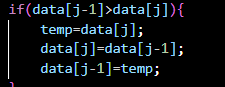 if(data[j-1]>data[j]){
temp=data[j];
data[j]=data[j-1];
data[j-1]=temp;
}